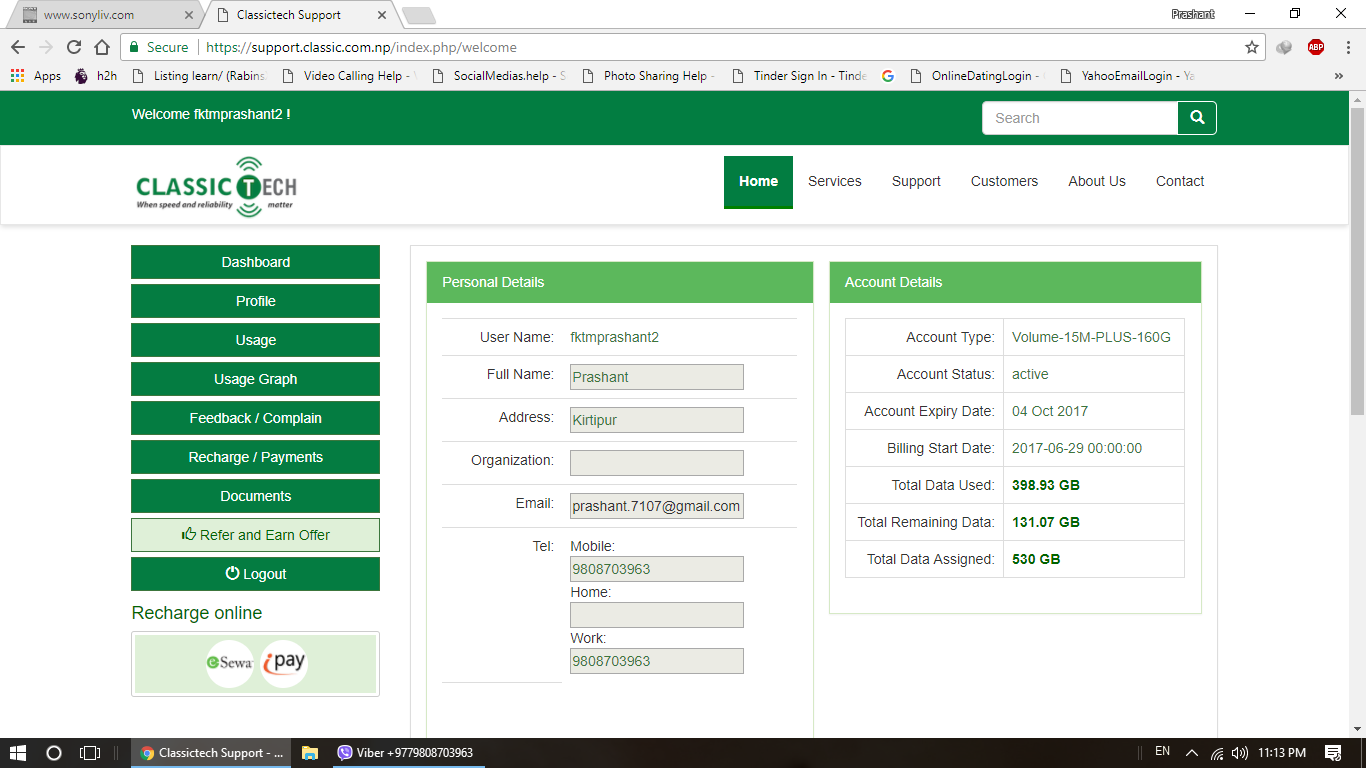 www.sonyliv.com
Classictech Support
Prashant
Secure
https://support.classic.com.np/index.php/welcome
ABP
Apps
h2h
Listing learn/ (Rabins
Video Calling Help -
SocialMedias.help - S
Photo Sharing Help -
Tinder Sign In - Tinde
OnlineDatingLogin -
YahooEmailLogin - Ya
»
Welcome fktmprashant2 !
Search
CLASSIC TECH
When speed and reliability matter
Home
Services
Support
Customers
About Us
Contact
Dashboard
Profile
Usage
Usage Graph
Feedback / Complain
Recharge / Payments
Documents
Refer and Earn Offer
Logout
Recharge online
eSewa
ipay
Personal Details
User Name: fktmprashant2
Full Name: Prashant
Address: Kirtipur
Organization:
Email: prashant.7107@gmail.com
Tel: Mobile:
9808703963
Home:
Work:
9808703963
Account Details
Account Type: Volume-15M-PLUS-160G
Account Status: active
Account Expiry Date: 04 Oct 2017
Billing Start Date: 2017-06-29 00:00:00
Total Data Used: 398.93 GB
Total Remaining Data: 131.07 GB
Total Data Assigned: 530 GB
Classictech Support - ...
Viber +9779808703963
EN
11:13 PM